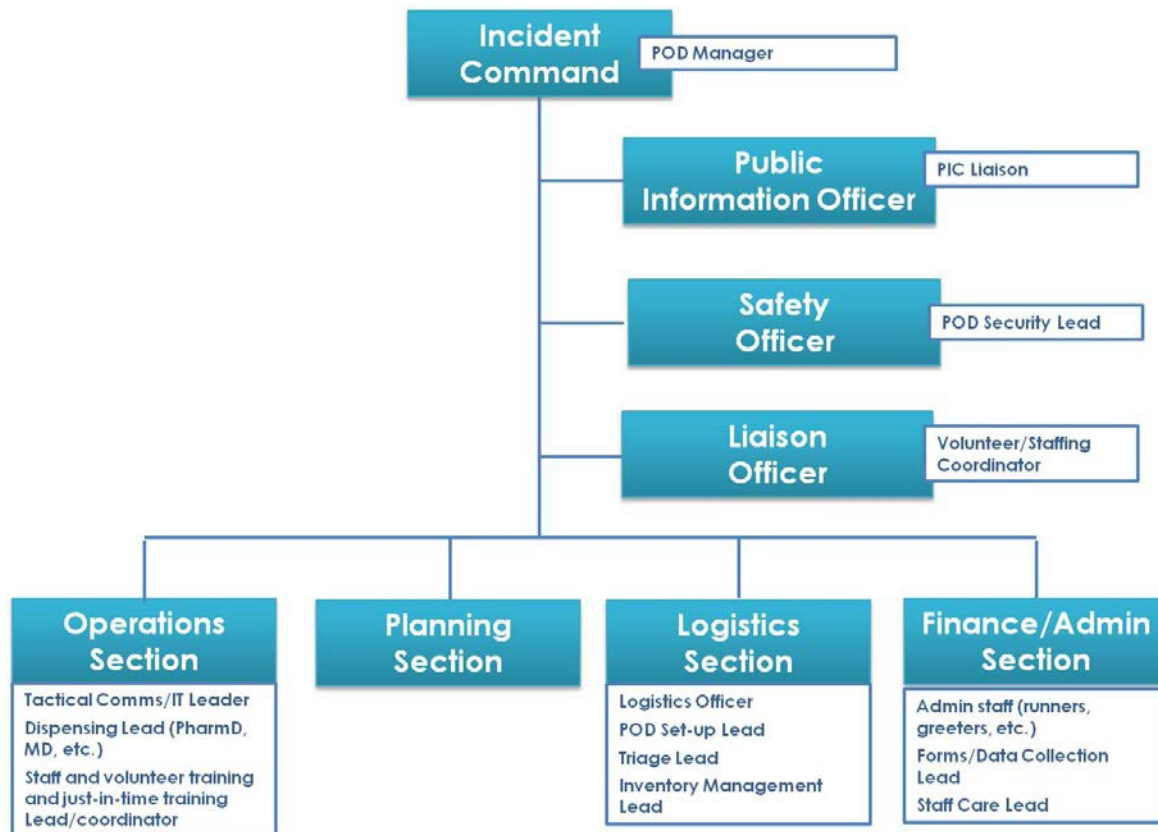 Incident
Command
POD Manager
Public
Information Officer
PIC Liaison
Safety
Officer
POD Security Lead
Liaison
Officer
Volunteer/Staffing
Coordinator
Operations
Section
Tactical Comms/IT Leader
Dispensing Lead (PharmD,
MD, etc.)
Staff and volunteer training
and just-in-time training
Lead/coordinator
Planning
Section
Logistics
Section
Logistics Officer
POD Set-up Lead
Triage Lead
Inventory Management
Lead
Finance/Admin
Section
Admin staff (runners,
greeters, etc.)
Forms/Data Collection
Lead
Staff Care Lead